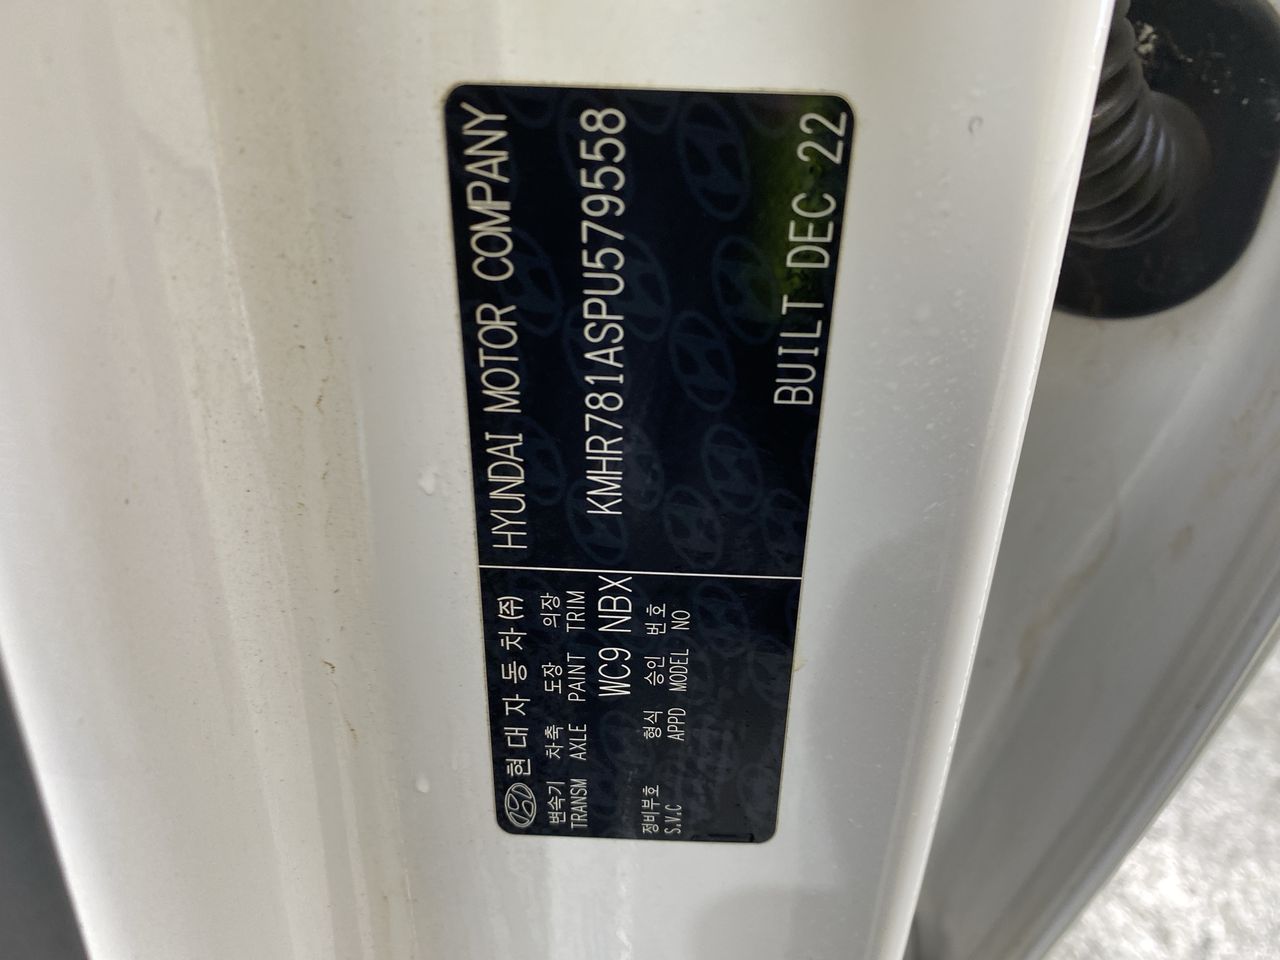 현대자동차(주)
변속기 차축 도장 의장
TRANSM AXLE PAINT TRIM
WC9 NBX
정비부호 형식 승인 번호
S.V.C APPD MODEL NO
HYUNDAI MOTOR COMPANY
KMHR781ASPU579558
BUILT DEC 22